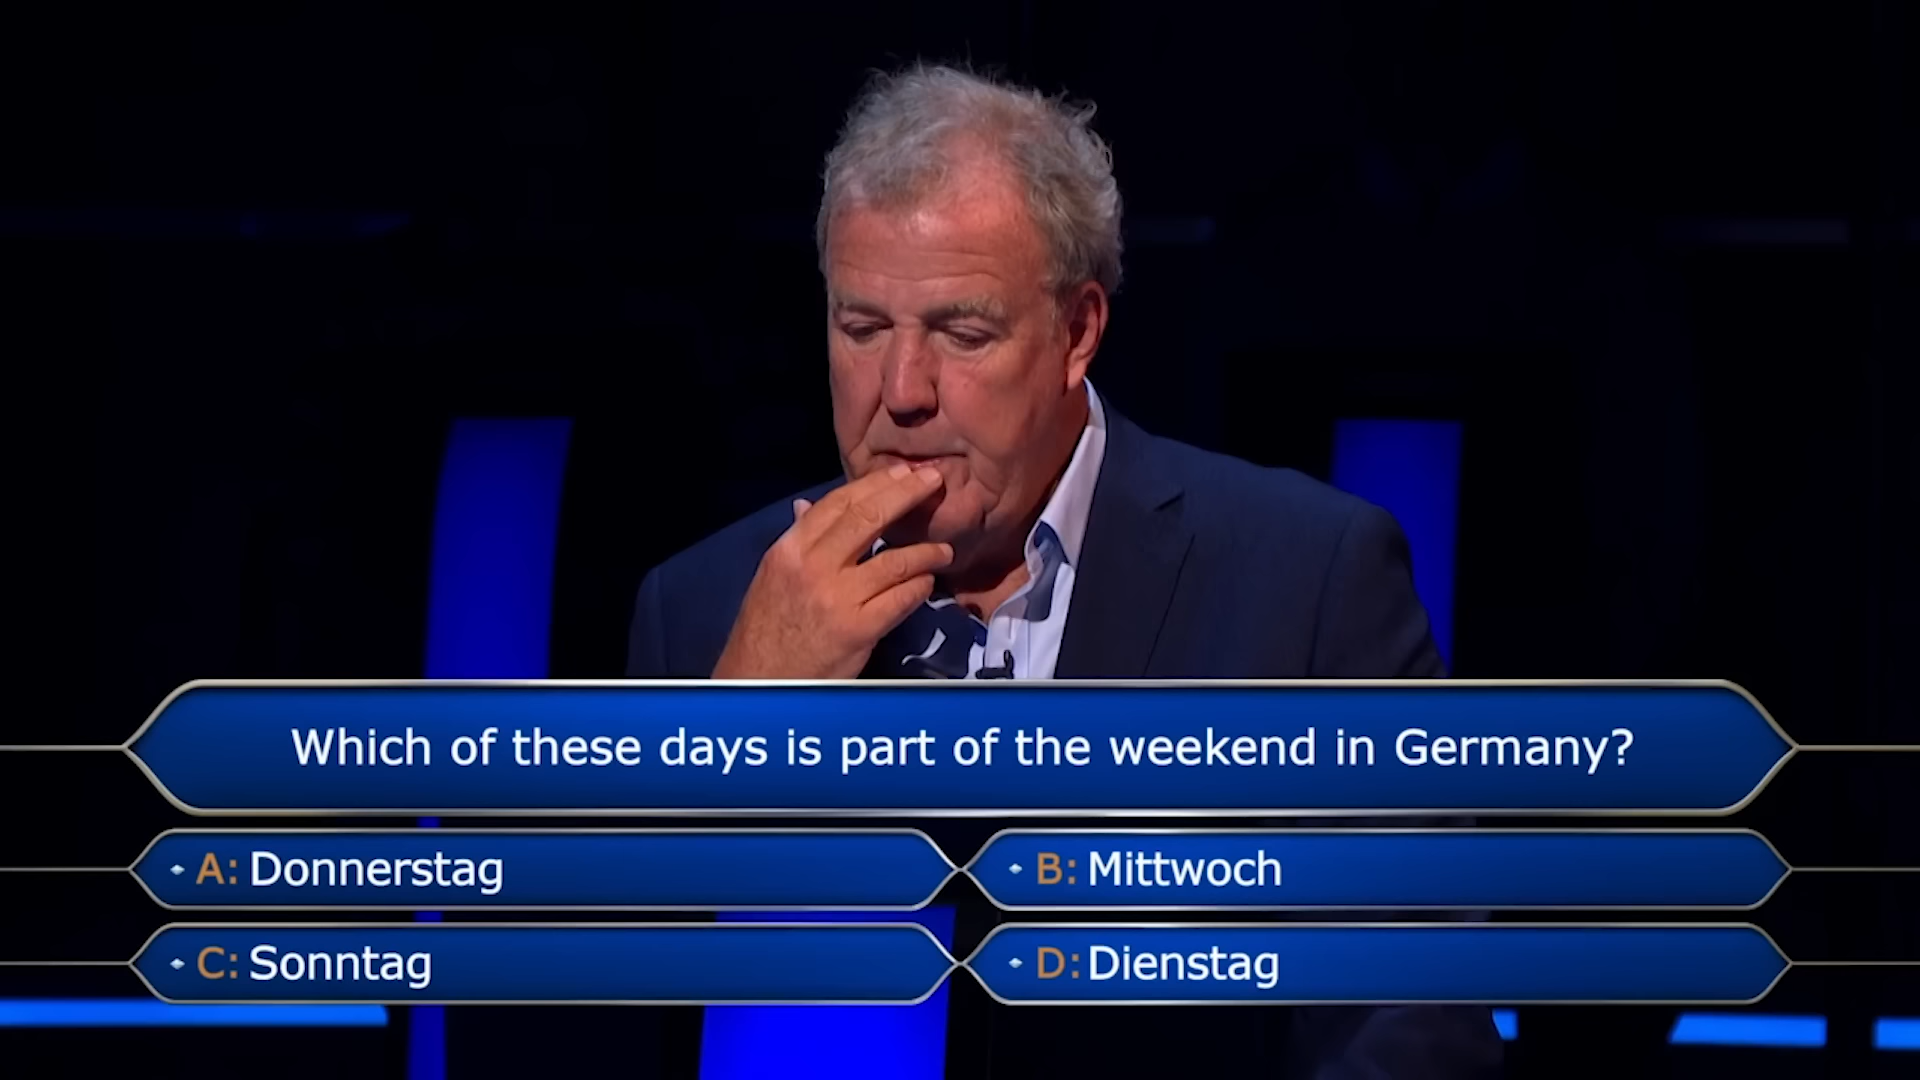 Which of these days is part of the weekend in Germany?
A: Donnerstag
B: Mittwoch
C: Sonntag
D: Dienstag